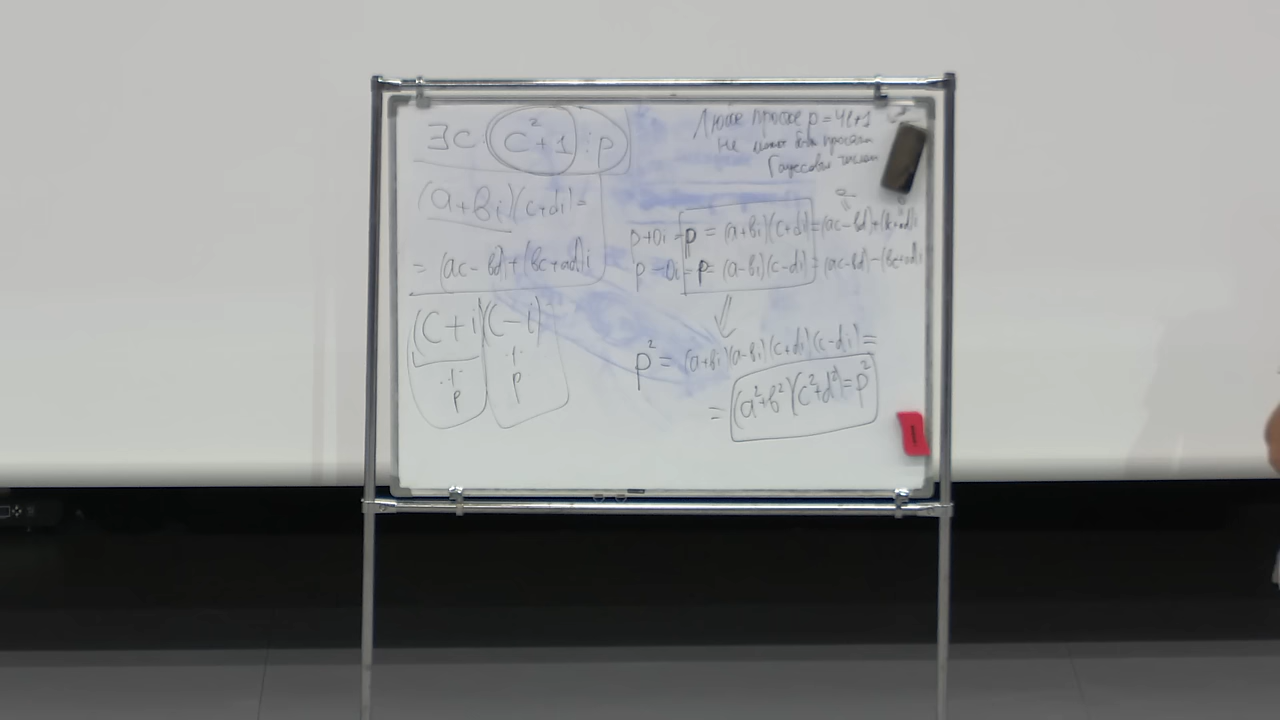 ∃c: c²+1 ⋮ p
(a+bi)(c+di)=
= (ac-bd)+(bc+ad)i
(c+i)(c-i)
⋮ ⋮
p p
Любое простое p=4k+1
не может быть простым
Гауссовым числом
p+0i = p = (a+bi)(c+di)=(ac-bd)+(bc+ad)i
p-0i = p = (a-bi)(c-di)=(ac-bd)-(bc+ad)i
⇓
p² = (a+bi)(a-bi)(c+di)(c-di)=
= (a²+b²)(c²+d²)=p²